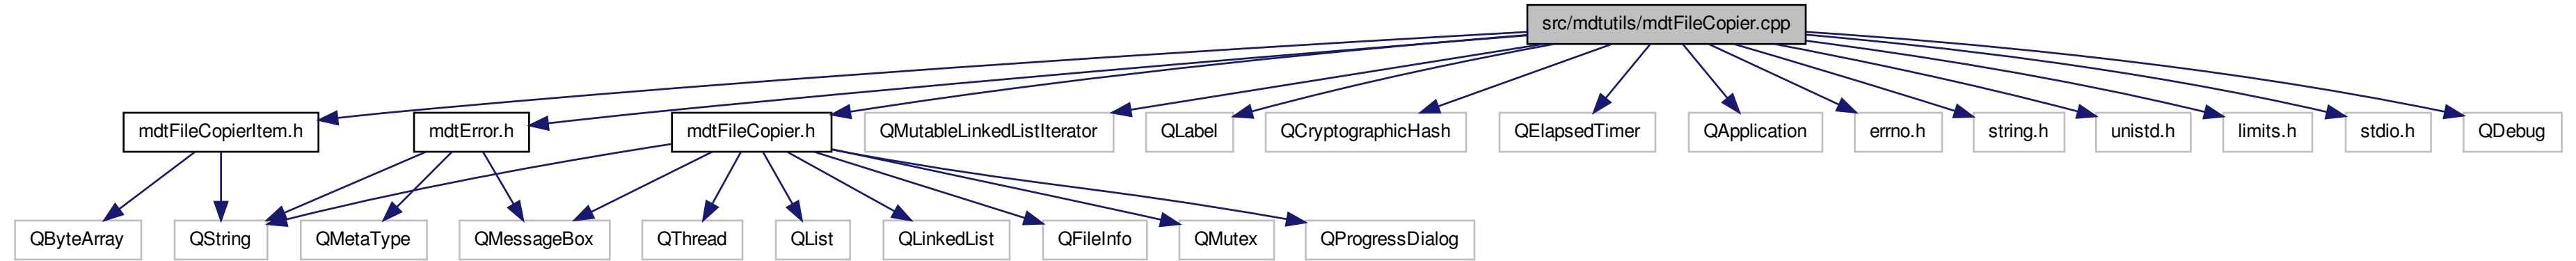 src/mdtutils/mdtFileCopier.cpp
mdtFileCopierItem.h
mdtError.h
mdtFileCopier.h
QMutableLinkedListIterator
QLabel
QCryptographicHash
QElapsedTimer
QApplication
errno.h
string.h
unistd.h
limits.h
stdio.h
QDebug
QByteArray
QString
QMetaType
QMessageBox
QThread
QList
QLinkedList
QFileInfo
QMutex
QProgressDialog